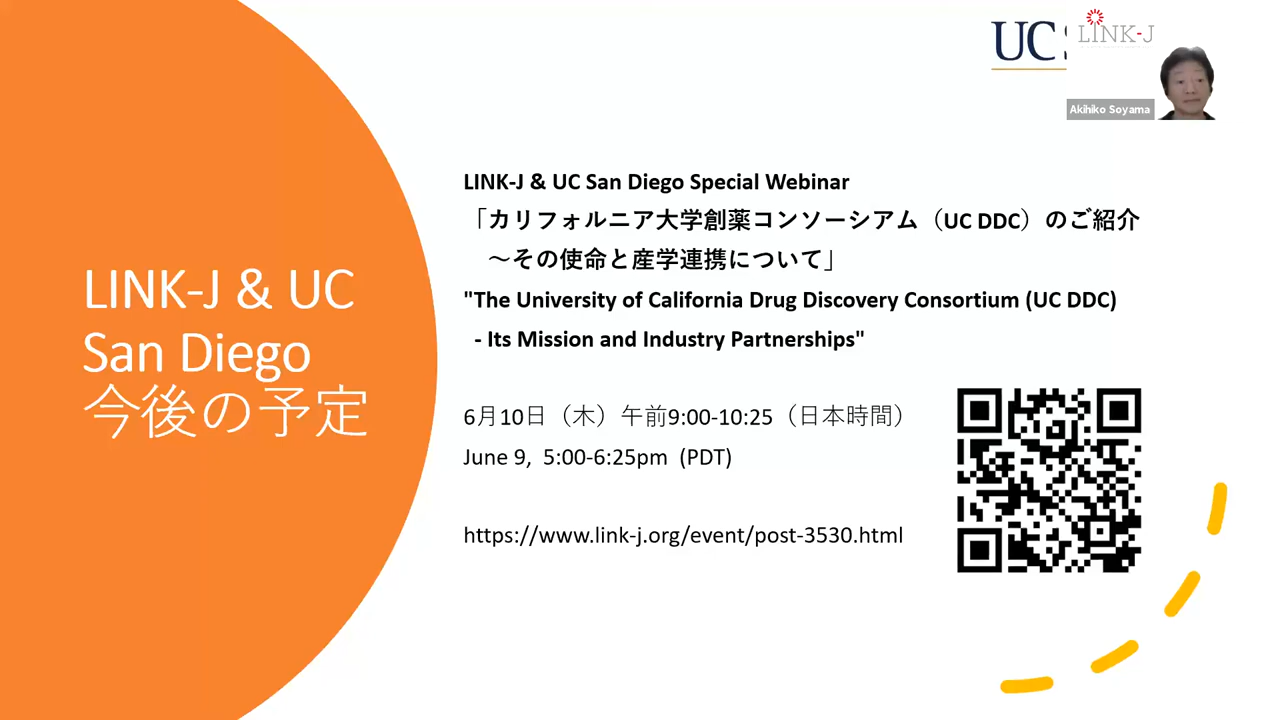 UC
LINK-J
Akihiko Soyama
LINK-J & UC San Diego Special Webinar
「カリフォルニア大学創薬コンソーシアム（UC DDC）のご紹介
～その使命と産学連携について」
"The University of California Drug Discovery Consortium (UC DDC)
- Its Mission and Industry Partnerships"
LINK-J & UC
San Diego
今後の予定
6月10日（木）午前9:00-10:25（日本時間）
June 9, 5:00-6:25pm (PDT)
https://www.link-j.org/event/post-3530.html